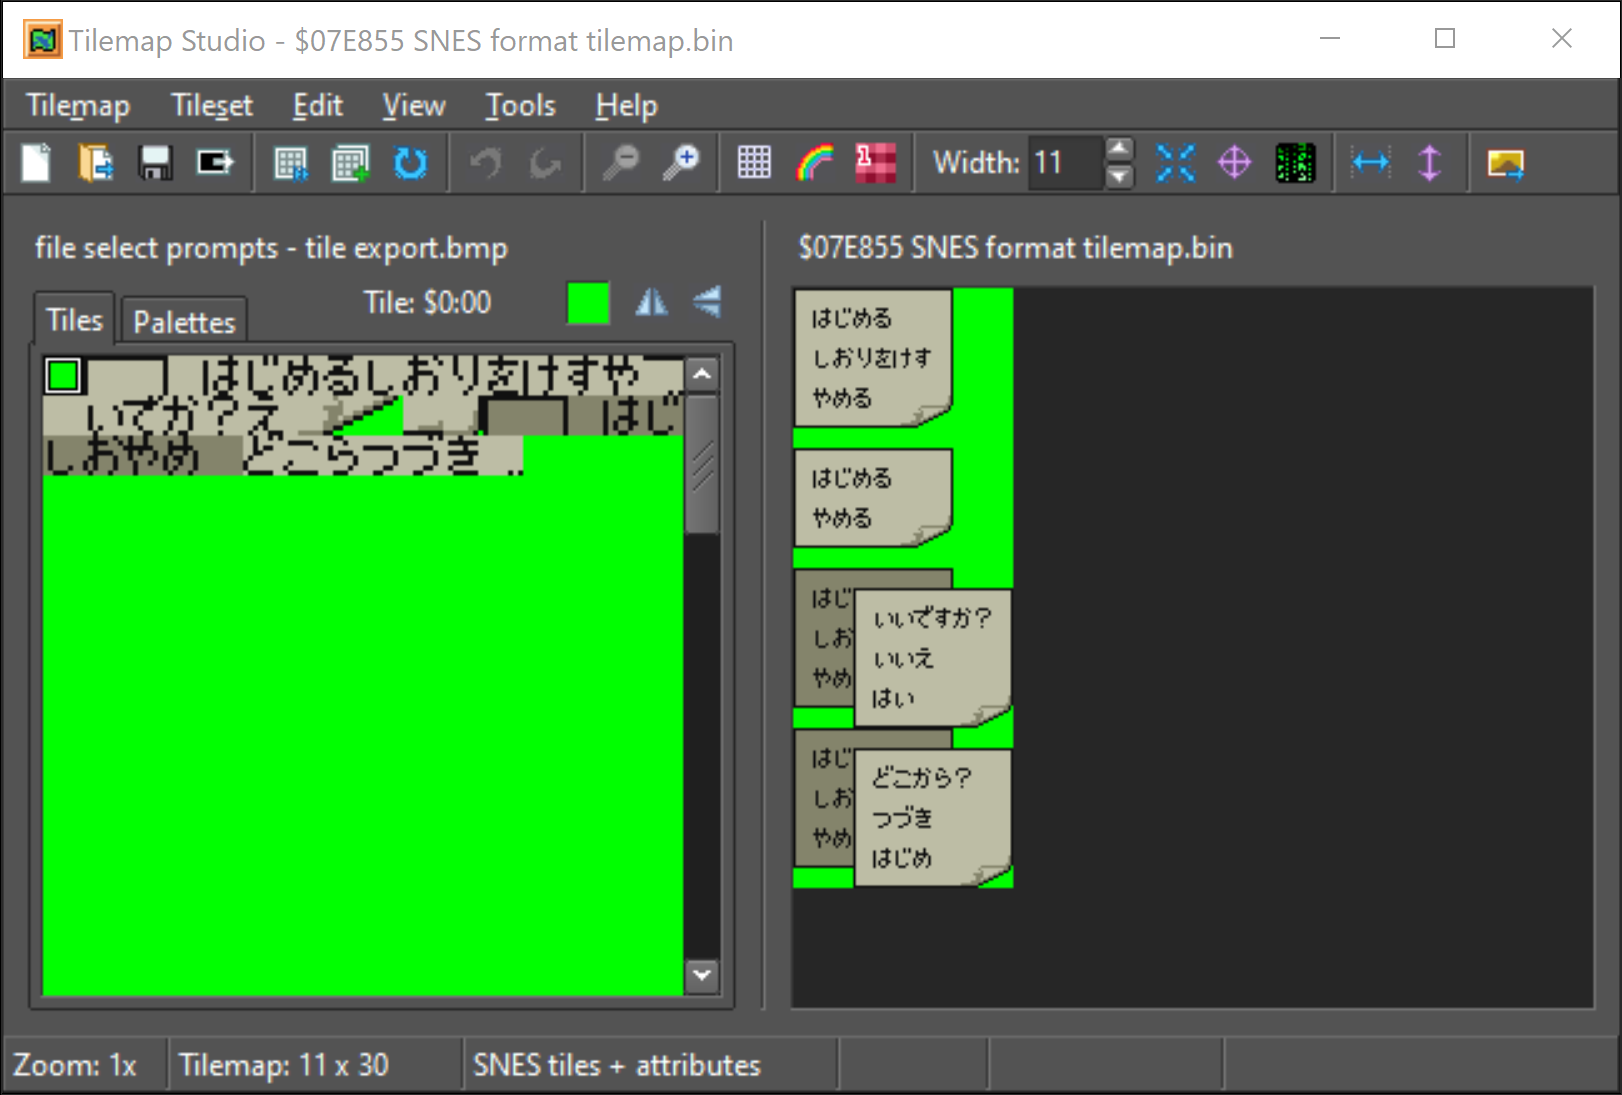 Tilemap Studio - $07E855 SNES format tilemap.bin
Tilemap Tileset Edit View Tools Help
1
Width: 11
file select prompts - tile export.bmp
Tile: $0:00
Tiles Palettes
はじめるしおりをけすや
いでか?え
はじ
しおやめ どこらつづき ..
$07E855 SNES format tilemap.bin
はじめる
しおりをけす
やめる
はじめる
やめる
はじ
しお
やめ
いいですか?
いいえ
はい
はじ
しお
やめ
どこから?
つづき
はじめ
Zoom: 1x Tilemap: 11 x 30 SNES tiles + attributes